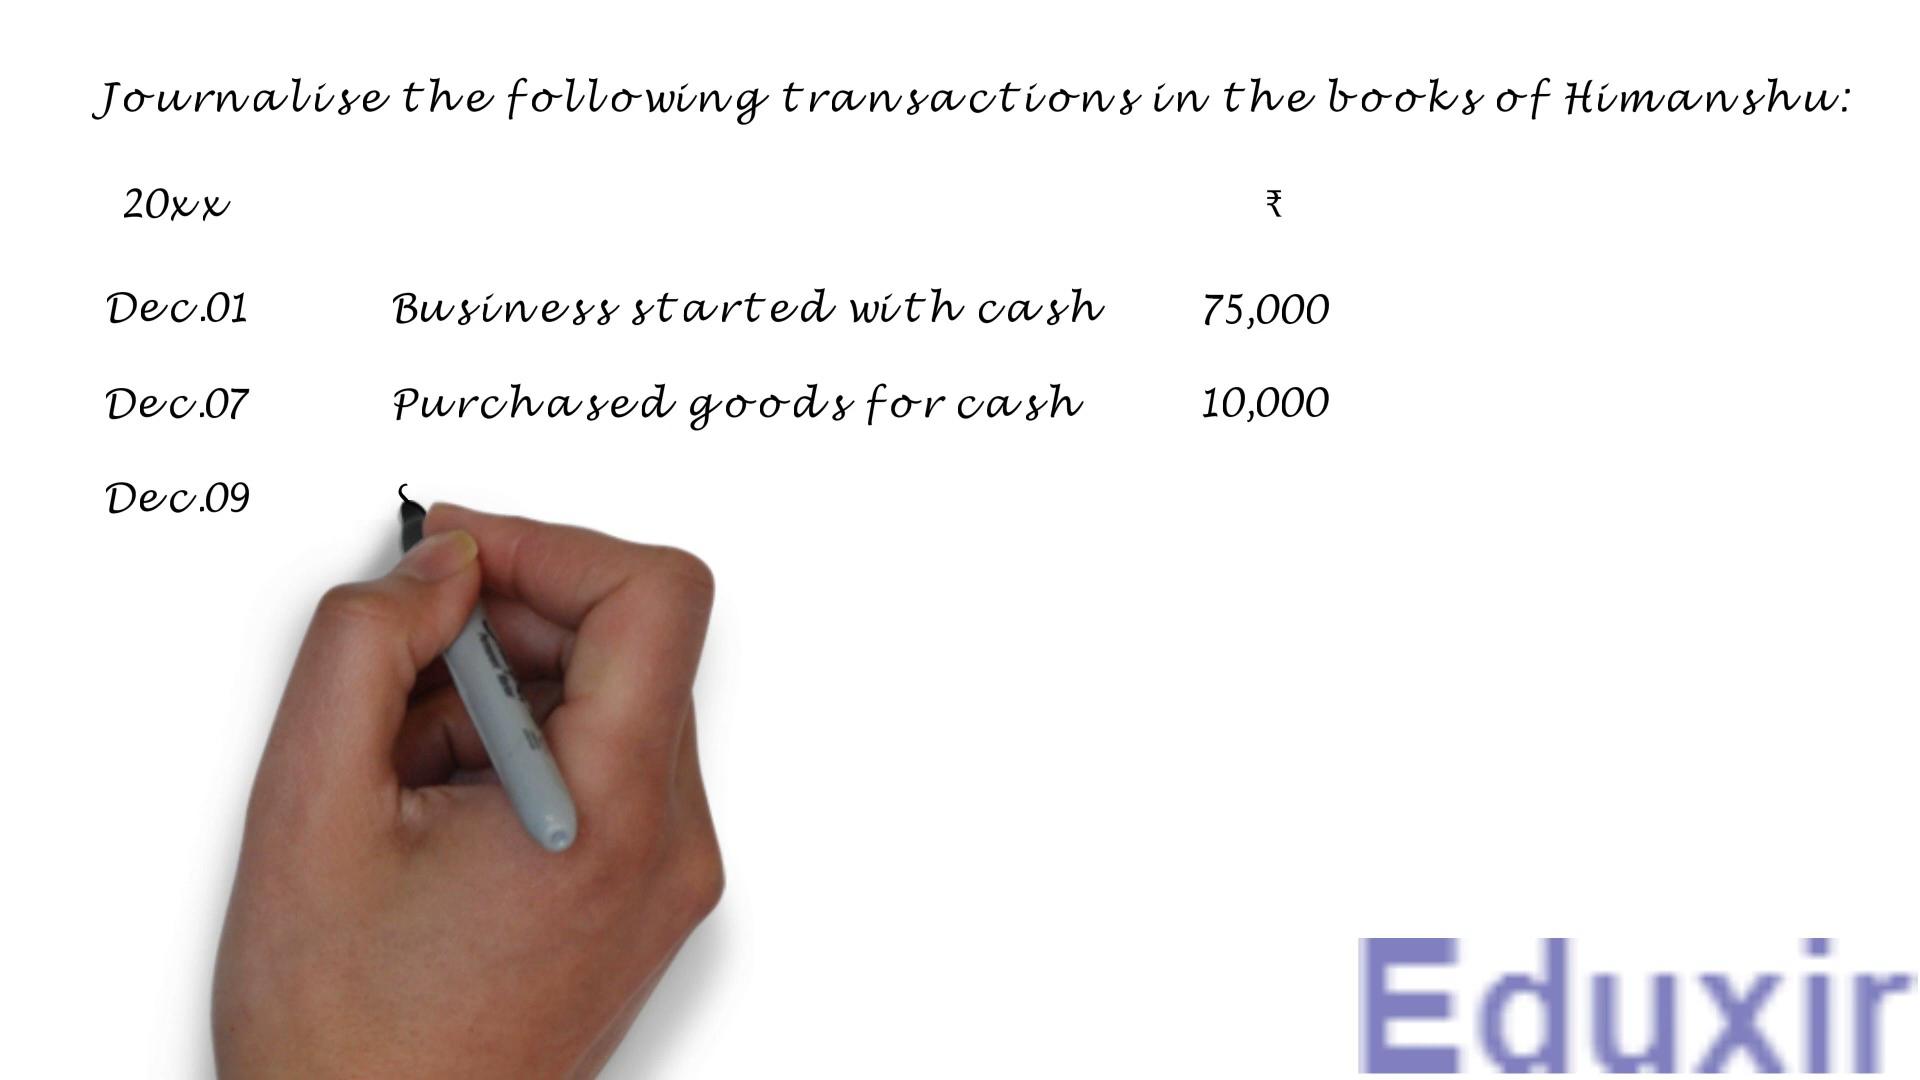 Journalise the following transactions in the books of Himanshu:
20xx ₹
Dec.01 Business started with cash 75,000
Dec.07 Purchased goods for cash 10,000
Dec.09 S
Eduxir